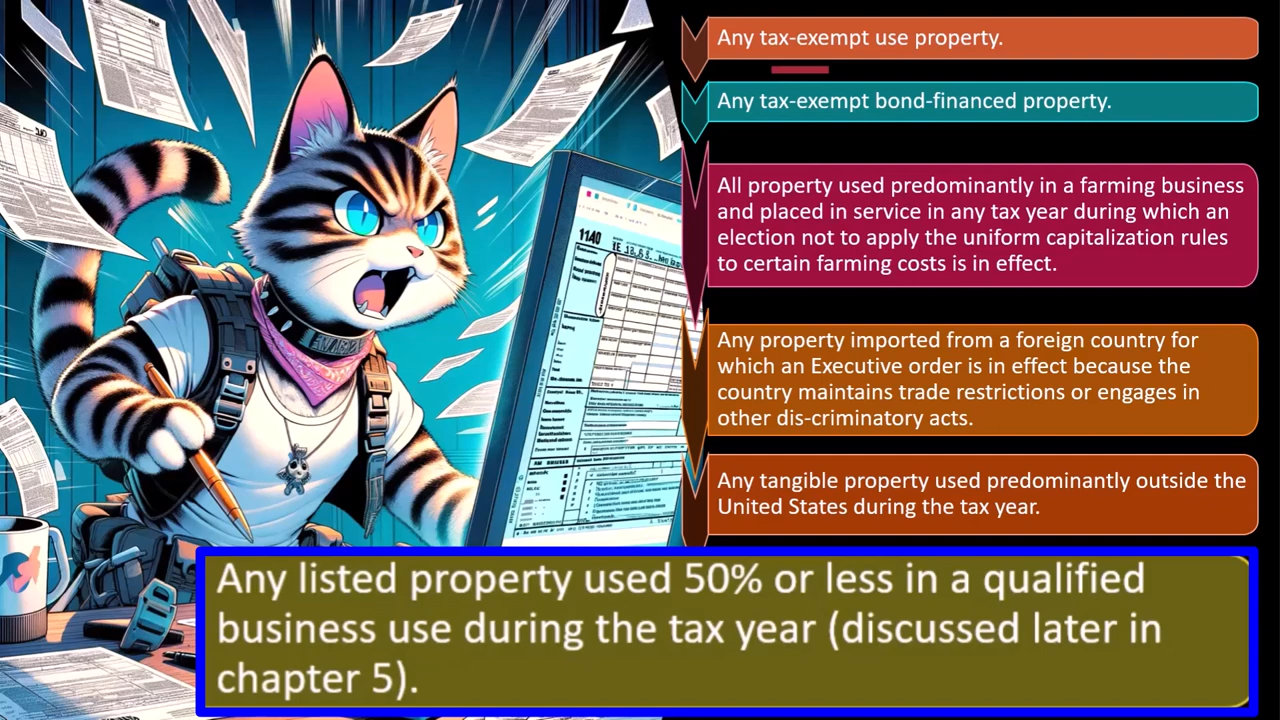 Any tax-exempt use property.
Any tax-exempt bond-financed property.
All property used predominantly in a farming business
and placed in service in any tax year during which an
election not to apply the uniform capitalization rules
to certain farming costs is in effect.
Any property imported from a foreign country for
which an Executive order is in effect because the
country maintains trade restrictions or engages in
other dis-criminatory acts.
Any tangible property used predominantly outside the
United States during the tax year.
Any listed property used 50% or less in a qualified
business use during the tax year (discussed later in
chapter 5).
1140